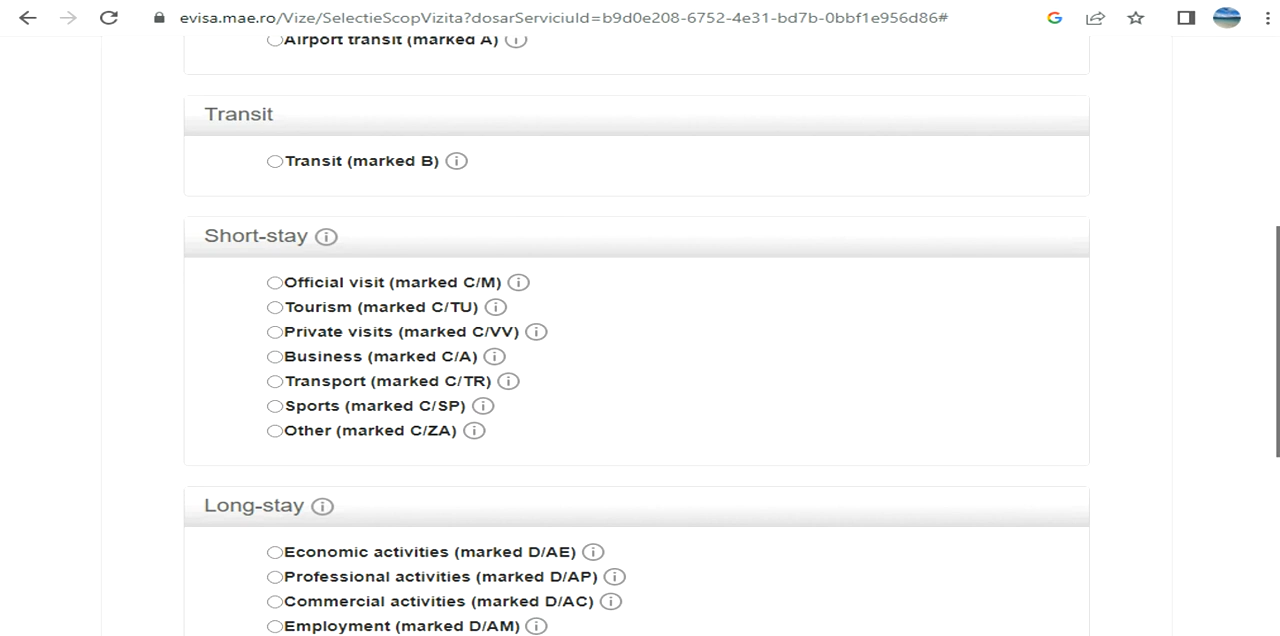 evisa.mae.ro/Vize/SelectieScopVizita?dosarServiciuId=b9d0e208-6752-4e31-bd7b-0bbf1e956d86#
Airport transit (marked A)
Transit
Transit (marked B)
Short-stay
Official visit (marked C/M)
Tourism (marked C/TU)
Private visits (marked C/VV)
Business (marked C/A)
Transport (marked C/TR)
Sports (marked C/SP)
Other (marked C/ZA)
Long-stay
Economic activities (marked D/AE)
Professional activities (marked D/AP)
Commercial activities (marked D/AC)
Employment (marked D/AM)